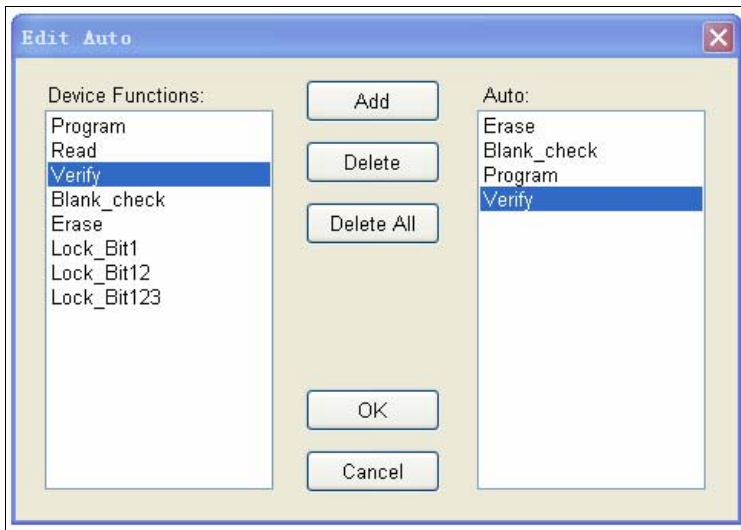 Edit Auto
Device Functions:
Program
Read
Verify
Blank_check
Erase
Lock_Bit1
Lock_Bit12
Lock_Bit123
Add
Delete
Delete All
OK
Cancel
Auto:
Erase
Blank_check
Program
Verify